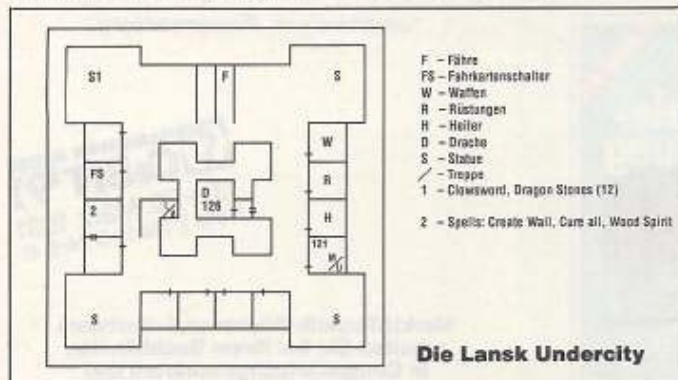 S1
F
S
F – Fähre
FS – Fahrkartenschalter
W – Waffen
R – Rüstungen
H – Heiler
D – Drache
S – Statue
/ – Treppe
1 – Clowsword, Dragon Stones (12)
2 – Spells: Create Wall, Cure all, Wood Spirit
W
FS
R
D
126
2
H
121
M
U
S
S
Die Lansk Undercity